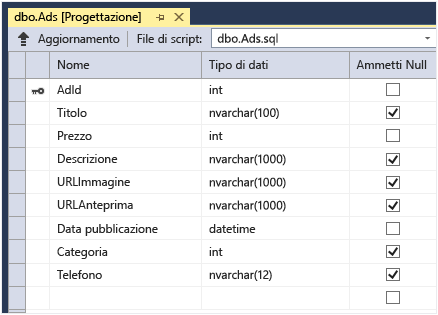 dbo.Ads [Progettazione]
Aggiornamento File di script: dbo.Ads.sql
Nome Tipo di dati Ammetti Null
AdId int
Titolo nvarchar(100)
Prezzo int
Descrizione nvarchar(1000)
URLImmagine nvarchar(1000)
URLAnteprima nvarchar(1000)
Data pubblicazione datetime
Categoria int
Telefono nvarchar(12)